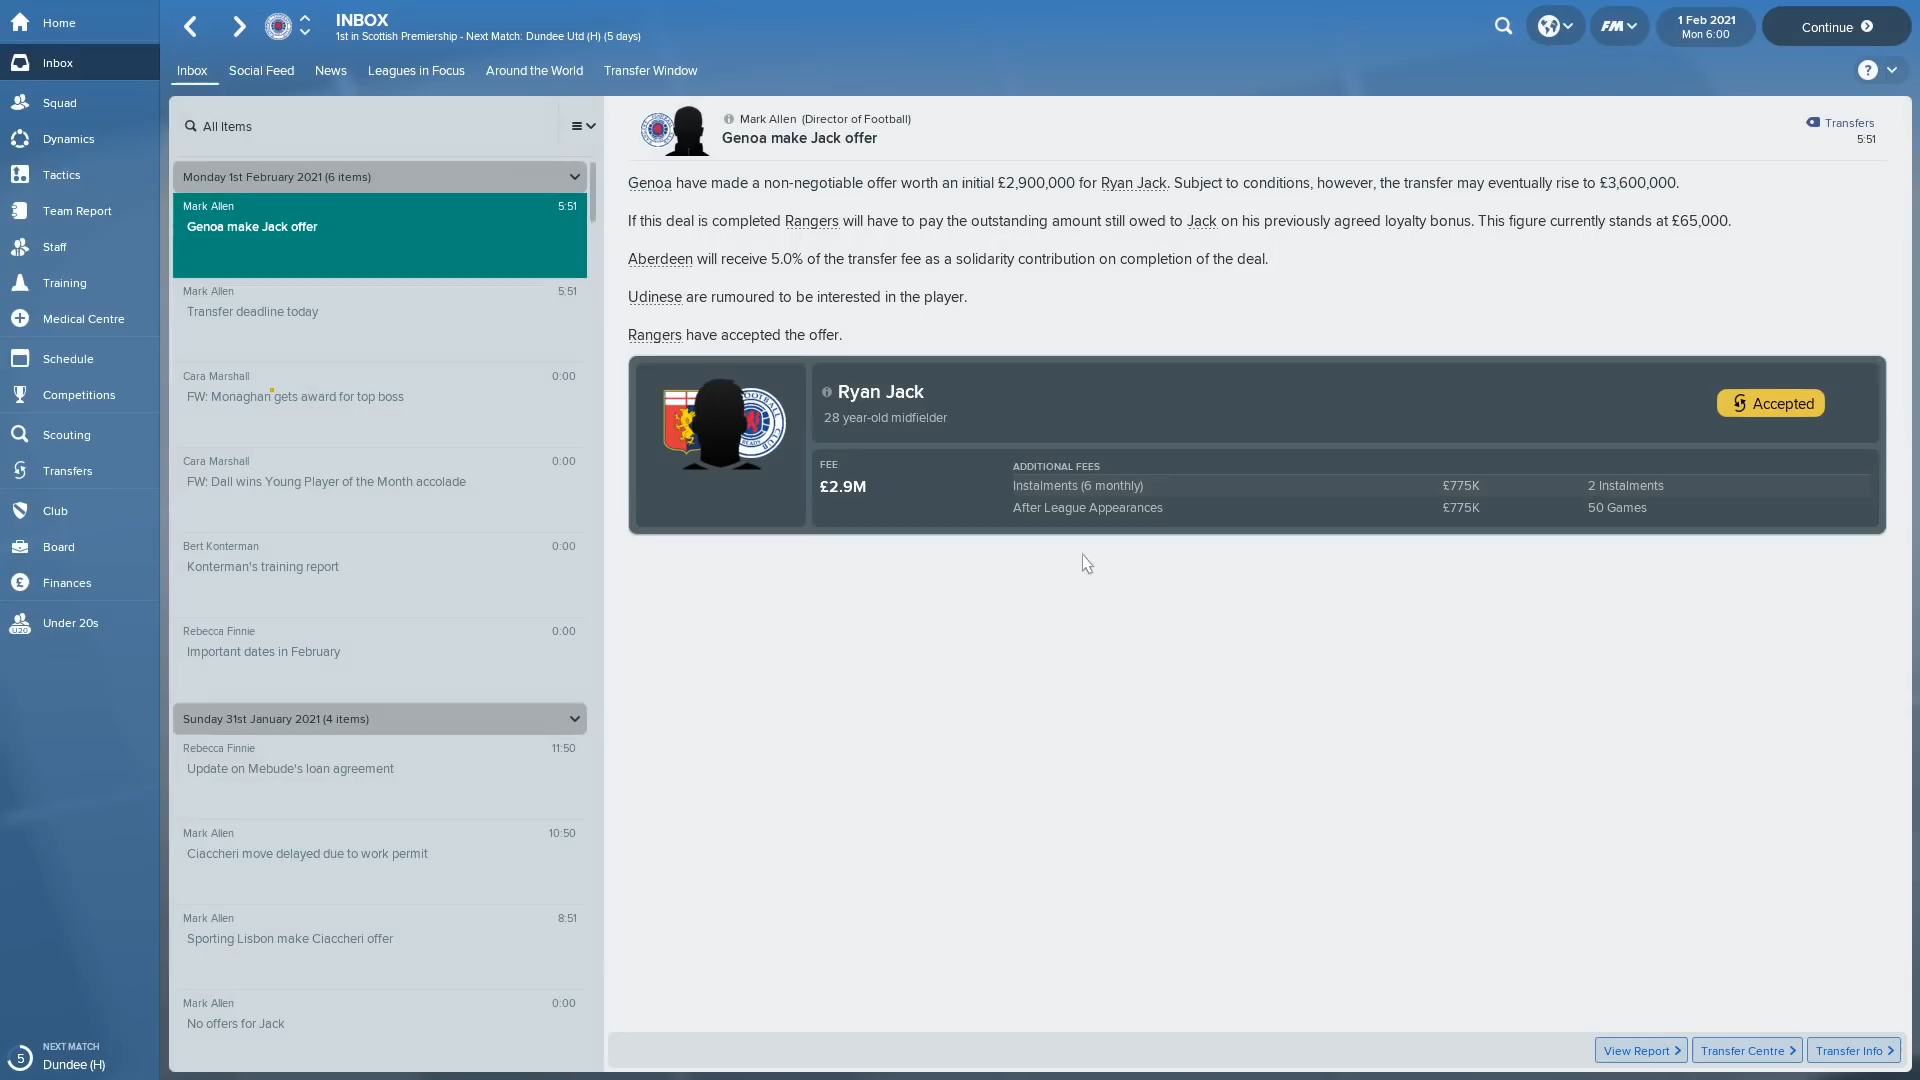 Home
Inbox
Squad
Dynamics
Tactics
Team Report
Staff
Training
Medical Centre
Schedule
Competitions
Scouting
Transfers
Club
Board
Finances
U20
Under 20s
5
NEXT MATCH
Dundee (H)
INBOX
1st in Scottish Premiership - Next Match: Dundee Utd (H) (5 days)
FM
1 Feb 2021
Mon 6:00
Continue
Inbox
Social Feed
News
Leagues in Focus
Around the World
Transfer Window
?
All Items
Monday 1st February 2021 (6 items)
Mark Allen 5:51
Genoa make Jack offer
Mark Allen 5:51
Transfer deadline today
Cara Marshall 0:00
FW: Monaghan gets award for top boss
Cara Marshall 0:00
FW: Dall wins Young Player of the Month accolade
Bert Konterman 0:00
Konterman's training report
Rebecca Finnie 0:00
Important dates in February
Sunday 31st January 2021 (4 items)
Rebecca Finnie 11:50
Update on Mebude's loan agreement
Mark Allen 10:50
Ciaccheri move delayed due to work permit
Mark Allen 8:51
Sporting Lisbon make Ciaccheri offer
Mark Allen 0:00
No offers for Jack
Mark Allen (Director of Football)
Genoa make Jack offer
Transfers
5:51
Genoa have made a non-negotiable offer worth an initial £2,900,000 for Ryan Jack. Subject to conditions, however, the transfer may eventually rise to £3,600,000.
If this deal is completed Rangers will have to pay the outstanding amount still owed to Jack on his previously agreed loyalty bonus. This figure currently stands at £65,000.
Aberdeen will receive 5.0% of the transfer fee as a solidarity contribution on completion of the deal.
Udinese are rumoured to be interested in the player.
Rangers have accepted the offer.
Ryan Jack
28 year-old midfielder
Accepted
FEE
£2.9M
ADDITIONAL FEES
Instalments (6 monthly) £775K 2 Instalments
After League Appearances £775K 50 Games
View Report
Transfer Centre
Transfer Info